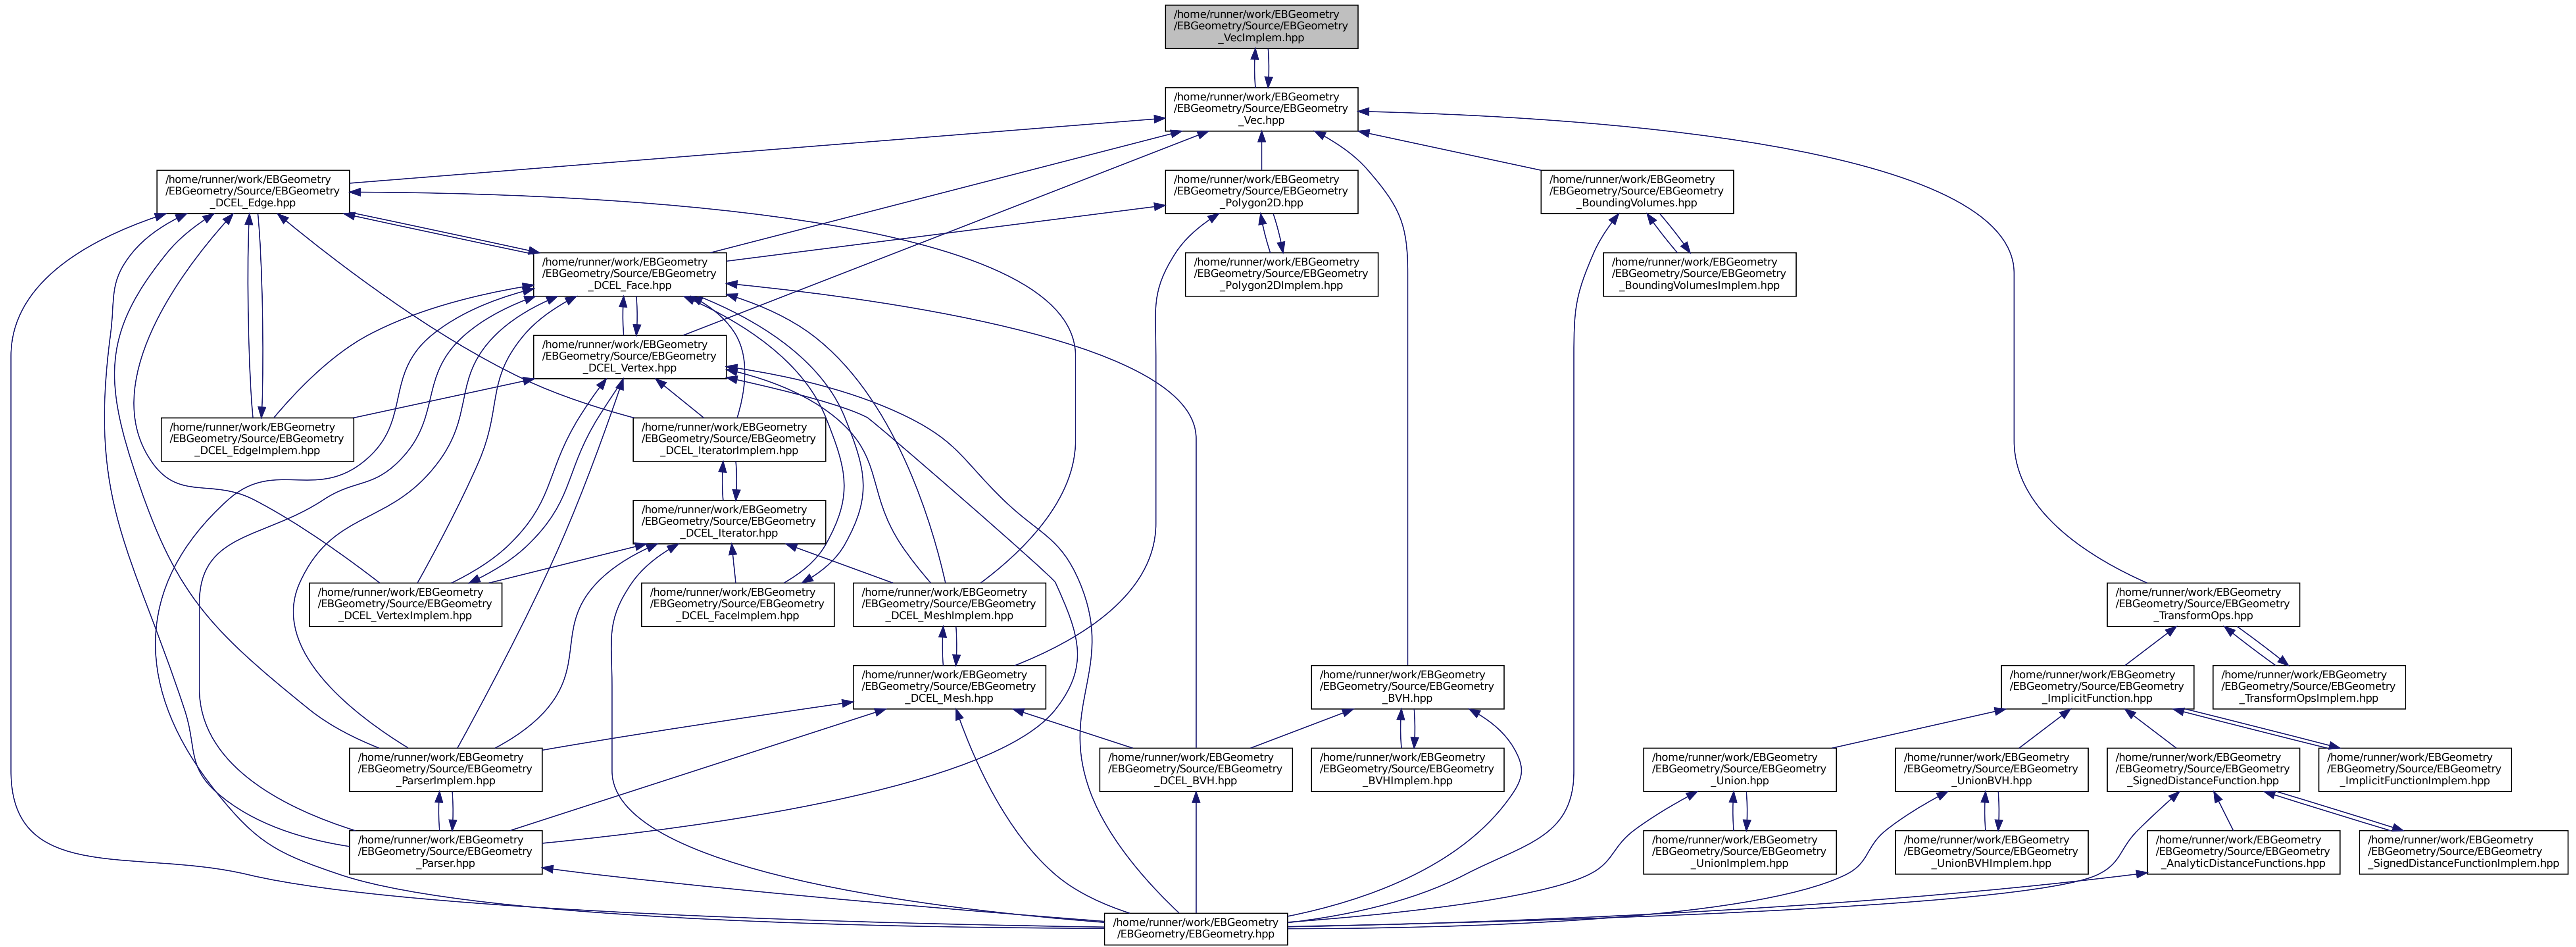 /home/runner/work/EBGeometry
/EBGeometry/Source/EBGeometry
_VecImplem.hpp
/home/runner/work/EBGeometry
/EBGeometry/Source/EBGeometry
_Vec.hpp
/home/runner/work/EBGeometry
/EBGeometry/Source/EBGeometry
_DCEL_Edge.hpp
/home/runner/work/EBGeometry
/EBGeometry/Source/EBGeometry
_Polygon2D.hpp
/home/runner/work/EBGeometry
/EBGeometry/Source/EBGeometry
_BoundingVolumes.hpp
/home/runner/work/EBGeometry
/EBGeometry/Source/EBGeometry
_DCEL_Face.hpp
/home/runner/work/EBGeometry
/EBGeometry/Source/EBGeometry
_Polygon2DImplem.hpp
/home/runner/work/EBGeometry
/EBGeometry/Source/EBGeometry
_BoundingVolumesImplem.hpp
/home/runner/work/EBGeometry
/EBGeometry/Source/EBGeometry
_DCEL_Vertex.hpp
/home/runner/work/EBGeometry
/EBGeometry/Source/EBGeometry
_DCEL_EdgeImplem.hpp
/home/runner/work/EBGeometry
/EBGeometry/Source/EBGeometry
_DCEL_IteratorImplem.hpp
/home/runner/work/EBGeometry
/EBGeometry/Source/EBGeometry
_DCEL_Iterator.hpp
/home/runner/work/EBGeometry
/EBGeometry/Source/EBGeometry
_DCEL_VertexImplem.hpp
/home/runner/work/EBGeometry
/EBGeometry/Source/EBGeometry
_DCEL_FaceImplem.hpp
/home/runner/work/EBGeometry
/EBGeometry/Source/EBGeometry
_DCEL_MeshImplem.hpp
/home/runner/work/EBGeometry
/EBGeometry/Source/EBGeometry
_TransformOps.hpp
/home/runner/work/EBGeometry
/EBGeometry/Source/EBGeometry
_DCEL_Mesh.hpp
/home/runner/work/EBGeometry
/EBGeometry/Source/EBGeometry
_BVH.hpp
/home/runner/work/EBGeometry
/EBGeometry/Source/EBGeometry
_ImplicitFunction.hpp
/home/runner/work/EBGeometry
/EBGeometry/Source/EBGeometry
_TransformOpsImplem.hpp
/home/runner/work/EBGeometry
/EBGeometry/Source/EBGeometry
_ParserImplem.hpp
/home/runner/work/EBGeometry
/EBGeometry/Source/EBGeometry
_DCEL_BVH.hpp
/home/runner/work/EBGeometry
/EBGeometry/Source/EBGeometry
_BVHImplem.hpp
/home/runner/work/EBGeometry
/EBGeometry/Source/EBGeometry
_Union.hpp
/home/runner/work/EBGeometry
/EBGeometry/Source/EBGeometry
_UnionBVH.hpp
/home/runner/work/EBGeometry
/EBGeometry/Source/EBGeometry
_SignedDistanceFunction.hpp
/home/runner/work/EBGeometry
/EBGeometry/Source/EBGeometry
_ImplicitFunctionImplem.hpp
/home/runner/work/EBGeometry
/EBGeometry/Source/EBGeometry
_Parser.hpp
/home/runner/work/EBGeometry
/EBGeometry/Source/EBGeometry
_UnionImplem.hpp
/home/runner/work/EBGeometry
/EBGeometry/Source/EBGeometry
_UnionBVHImplem.hpp
/home/runner/work/EBGeometry
/EBGeometry/Source/EBGeometry
_AnalyticDistanceFunctions.hpp
/home/runner/work/EBGeometry
/EBGeometry/Source/EBGeometry
_SignedDistanceFunctionImplem.hpp
/home/runner/work/EBGeometry
/EBGeometry/EBGeometry.hpp